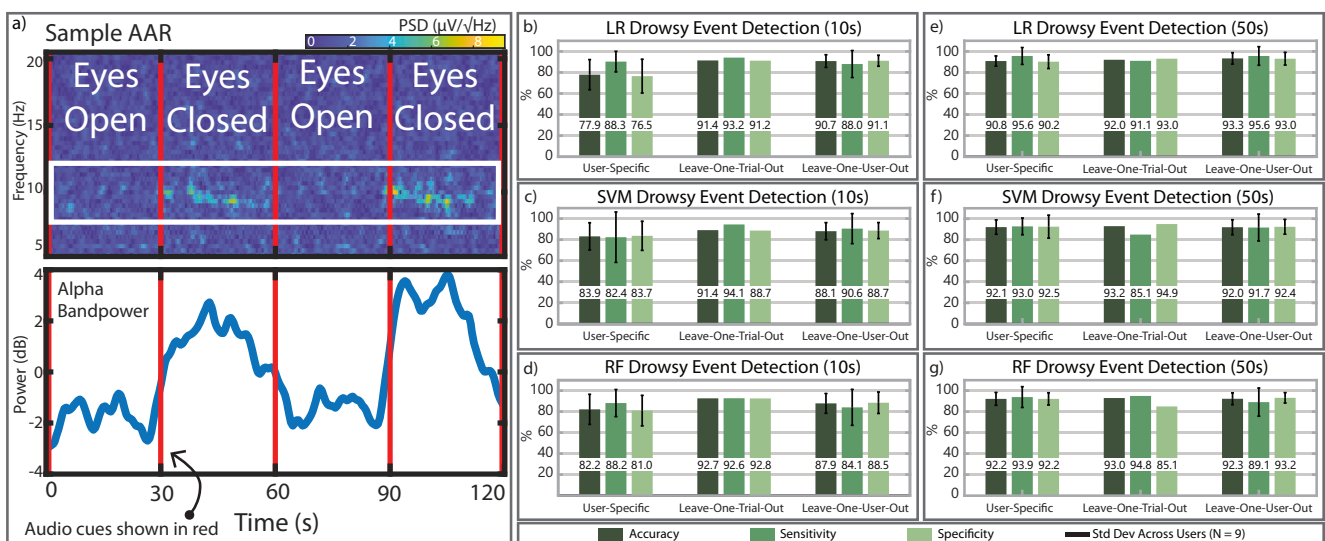 a)
Sample AAR
PSD (µV/√Hz)
0 2 4 6 8
Frequency (Hz)
20
15
10
5
Eyes Open
Eyes Closed
Eyes Open
Eyes Closed
Alpha Bandpower
Power (dB)
4
2
0
-2
-4
0 30 60 90 120
Time (s)
Audio cues shown in red
b)
LR Drowsy Event Detection (10s)
%
100
80
60
40
20
0
77.9 88.3 76.5
91.4 93.2 91.2
90.7 88.0 91.1
User-Specific
Leave-One-Trial-Out
Leave-One-User-Out
c)
SVM Drowsy Event Detection (10s)
%
100
80
60
40
20
0
83.9 82.4 83.7
91.4 94.1 88.7
88.1 90.6 88.7
User-Specific
Leave-One-Trial-Out
Leave-One-User-Out
d)
RF Drowsy Event Detection (10s)
%
100
80
60
40
20
82.2 88.2 81.0
92.7 92.6 92.8
87.9 84.1 88.5
User-Specific
Leave-One-Trial-Out
Leave-One-User-Out
e)
LR Drowsy Event Detection (50s)
%
100
80
60
40
20
0
90.8 95.6 90.2
92.0 91.1 93.0
93.3 95.6 93.0
User-Specific
Leave-One-Trial-Out
Leave-One-User-Out
f)
SVM Drowsy Event Detection (50s)
%
100
80
60
40
20
0
92.1 93.0 92.5
93.2 85.1 94.9
92.0 91.7 92.4
User-Specific
Leave-One-Trial-Out
Leave-One-User-Out
g)
RF Drowsy Event Detection (50s)
%
100
80
60
40
20
0
92.2 93.9 92.2
93.0 94.8 85.1
92.3 89.1 93.2
User-Specific
Leave-One-Trial-Out
Leave-One-User-Out
Accuracy
Sensitivity
Specificity
Std Dev Across Users (N = 9)